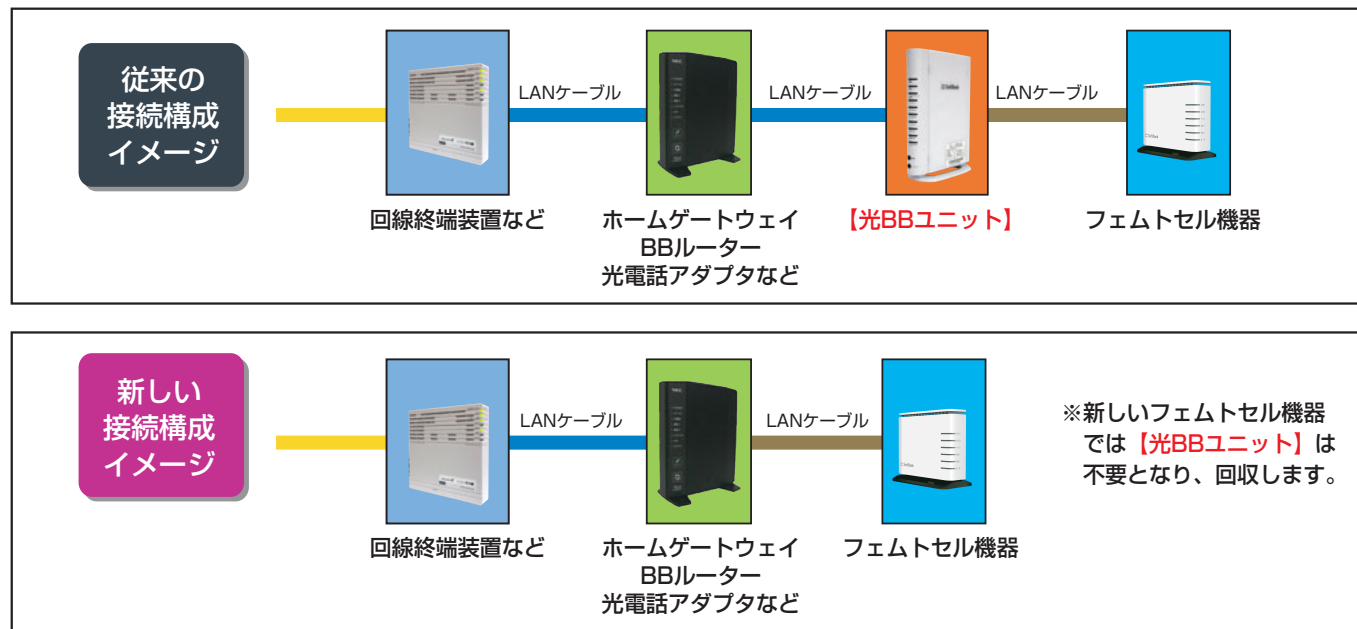 従来の
接続構成
イメージ
LANケーブル
LANケーブル
LANケーブル
回線終端装置など
ホームゲートウェイ
BBルーター
光電話アダプタなど
【光BBユニット】
フェムトセル機器
新しい
接続構成
イメージ
LANケーブル
LANケーブル
回線終端装置など
ホームゲートウェイ
BBルーター
光電話アダプタなど
フェムトセル機器
※新しいフェムトセル機器
では【光BBユニット】は
不要となり、回収します。